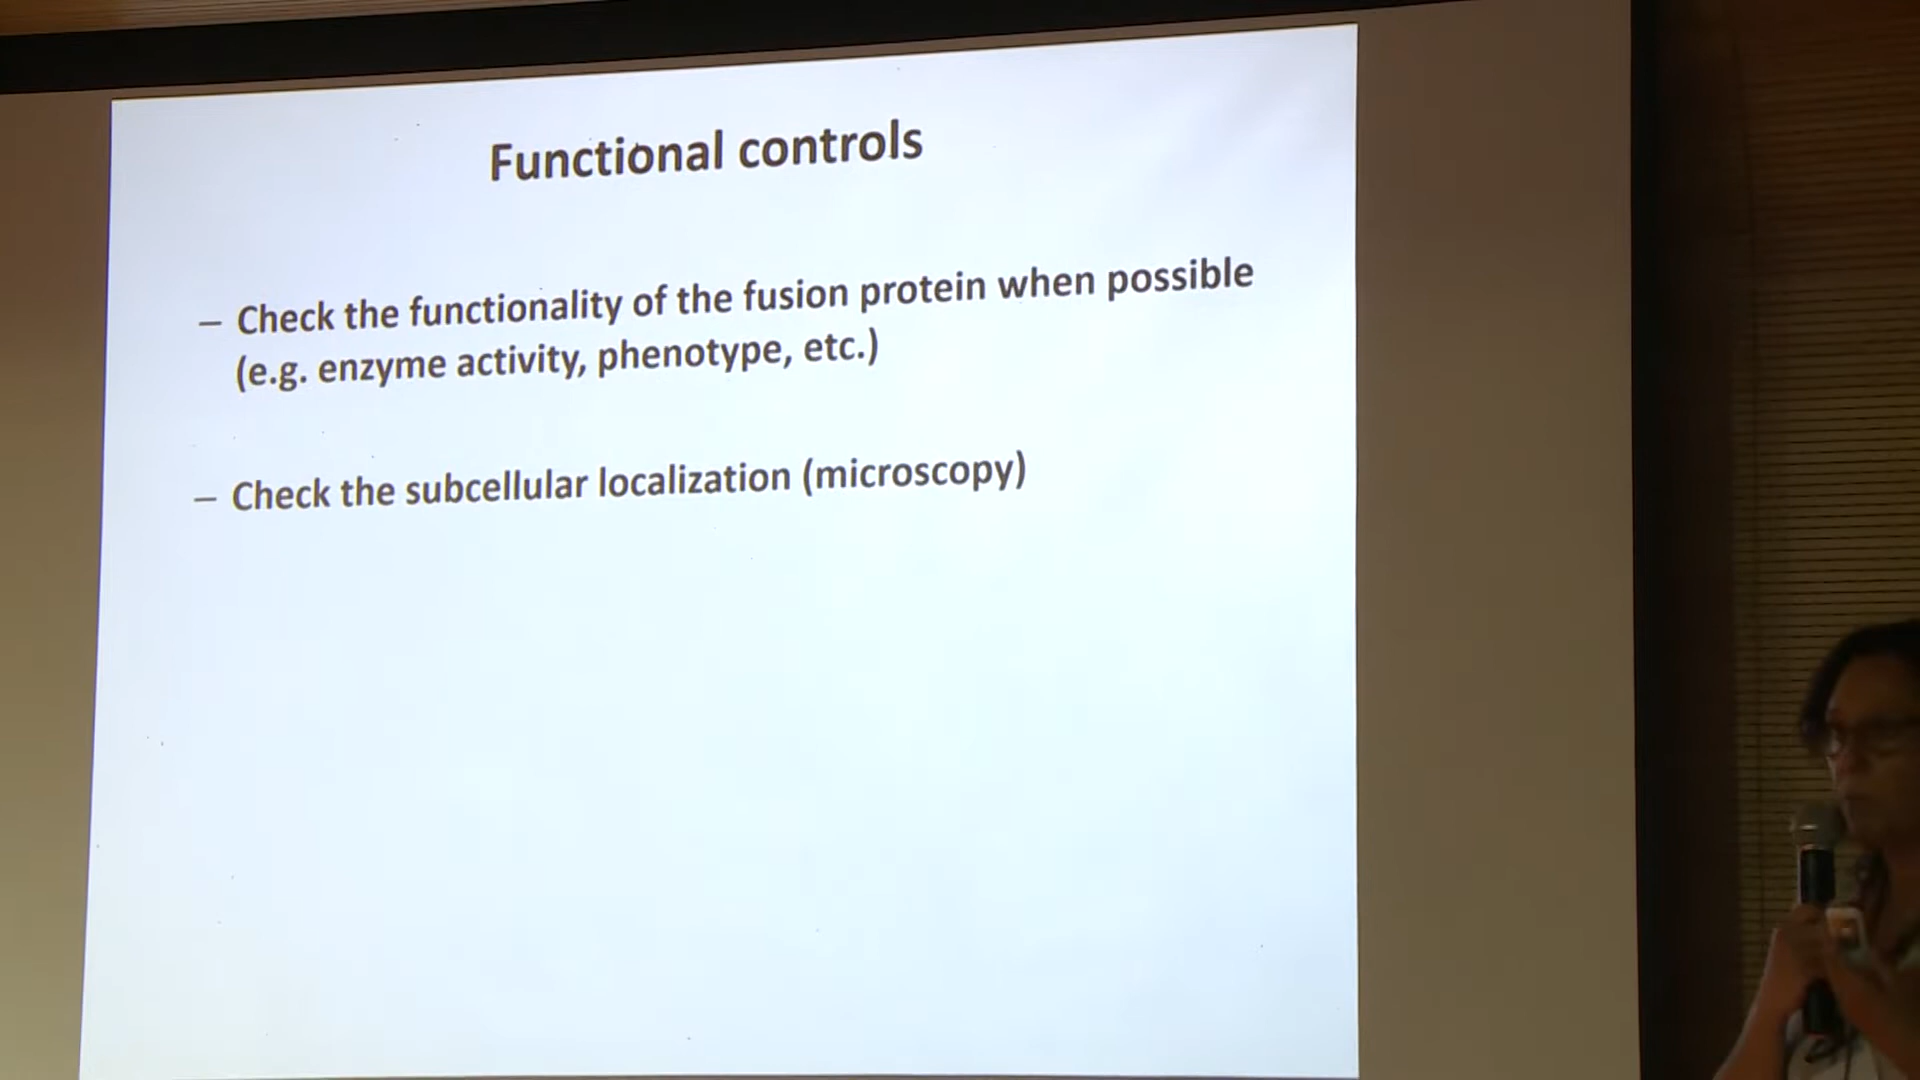 Functional controls
– Check the functionality of the fusion protein when possible
(e.g. enzyme activity, phenotype, etc.)
– Check the subcellular localization (microscopy)